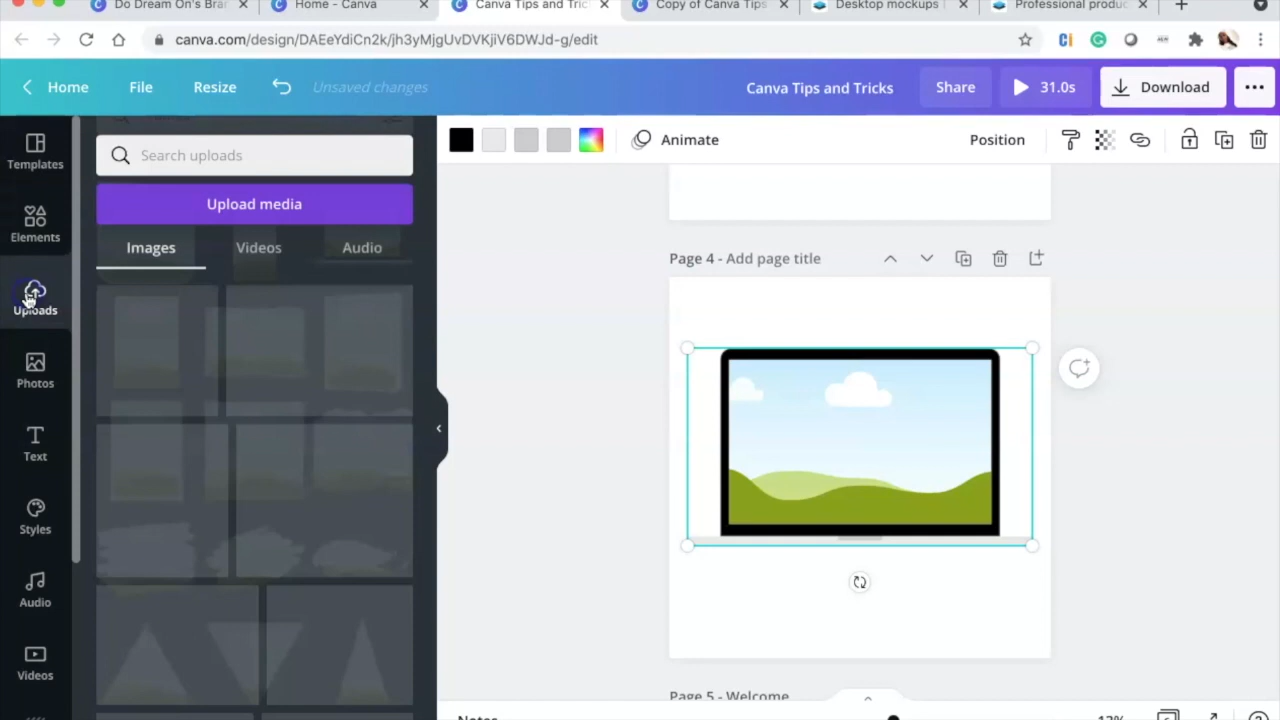 Do Dream On's Bra
Home - Canva
Canva Tips and Tric
Copy of Canva Tips
Desktop mockups
Professional produc
canva.com/design/DAEeYdiCn2k/jh3yMjgUvDVKjiV6DWJd-g/edit
Home
File
Resize
Unsaved changes
Canva Tips and Tricks
Share
31.0s
Download
Templates
Elements
Uploads
Photos
Text
Styles
Audio
Videos
Search uploads
Upload media
Images
Videos
Audio
Animate
Position
Page 4 - Add page title
Page 5 - Welcome
Notes
12%